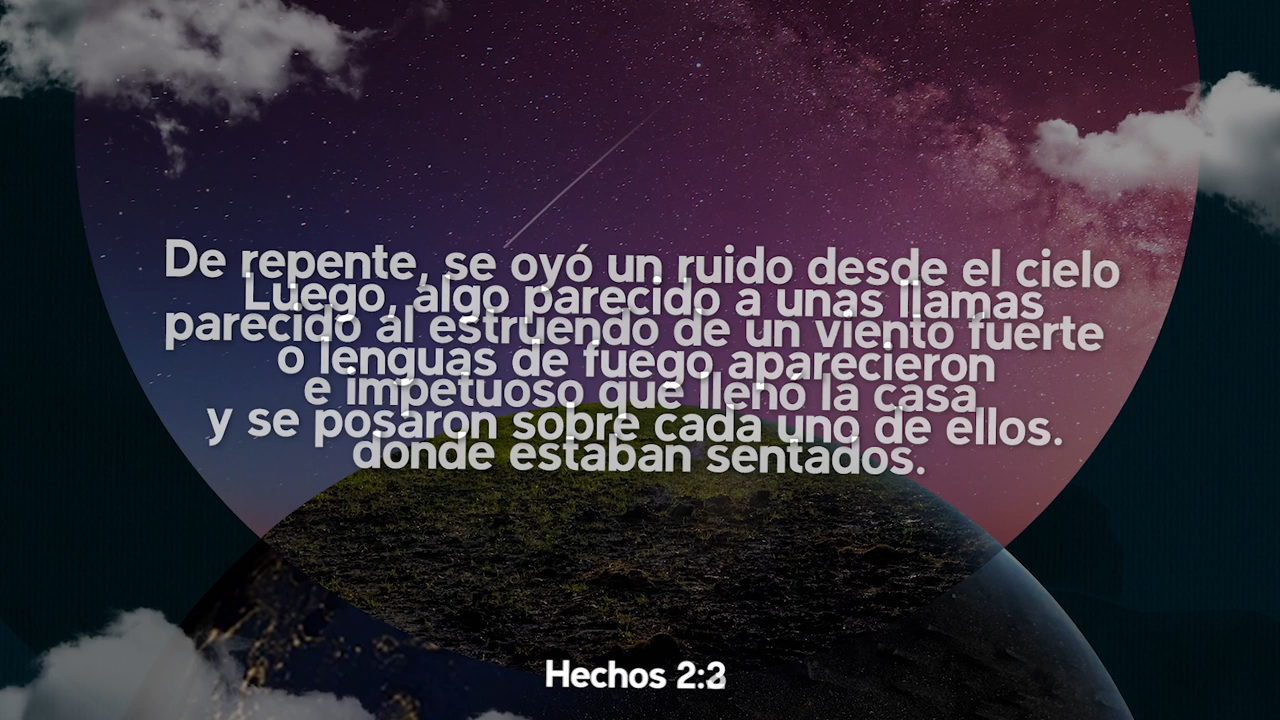 De repente, se oyó un ruido desde el cielo
Luego, algo parecido a unas llamas
parecido al estruendo de un viento fuerte
o lenguas de fuego aparecieron
e impetuoso que llenó la casa
y se posaron sobre cada uno de ellos.
donde estaban sentados.
Hechos 2: